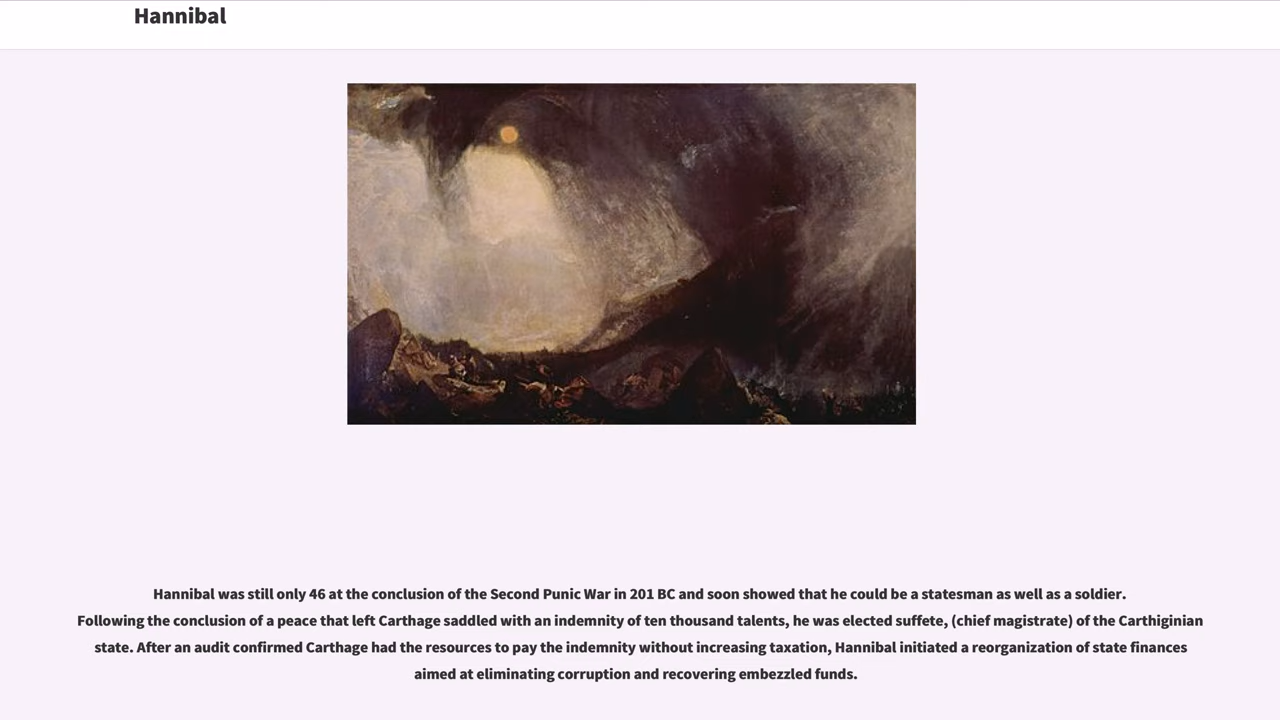 Hannibal
Hannibal was still only 46 at the conclusion of the Second Punic War in 201 BC and soon showed that he could be a statesman as well as a soldier.
Following the conclusion of a peace that left Carthage saddled with an indemnity of ten thousand talents, he was elected suffete, (chief magistrate) of the Carthiginian
state. After an audit confirmed Carthage had the resources to pay the indemnity without increasing taxation, Hannibal initiated a reorganization of state finances
aimed at eliminating corruption and recovering embezzled funds.